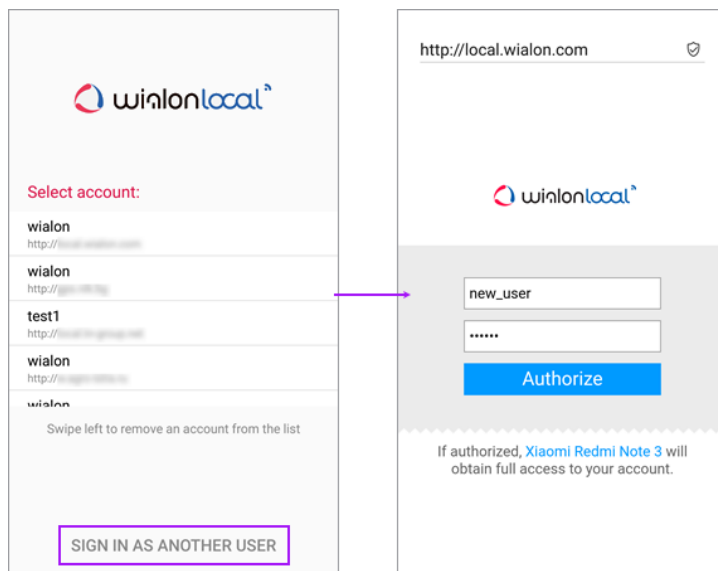 wialonlocal
Select account:
wialon
http://
wialon
http://
test1
http://
wialon
http://
wialon
Swipe left to remove an account from the list
SIGN IN AS ANOTHER USER
http://local.wialon.com
wialonlocal
new_user
••••••
Authorize
If authorized, Xiaomi Redmi Note 3 will
obtain full access to your account.